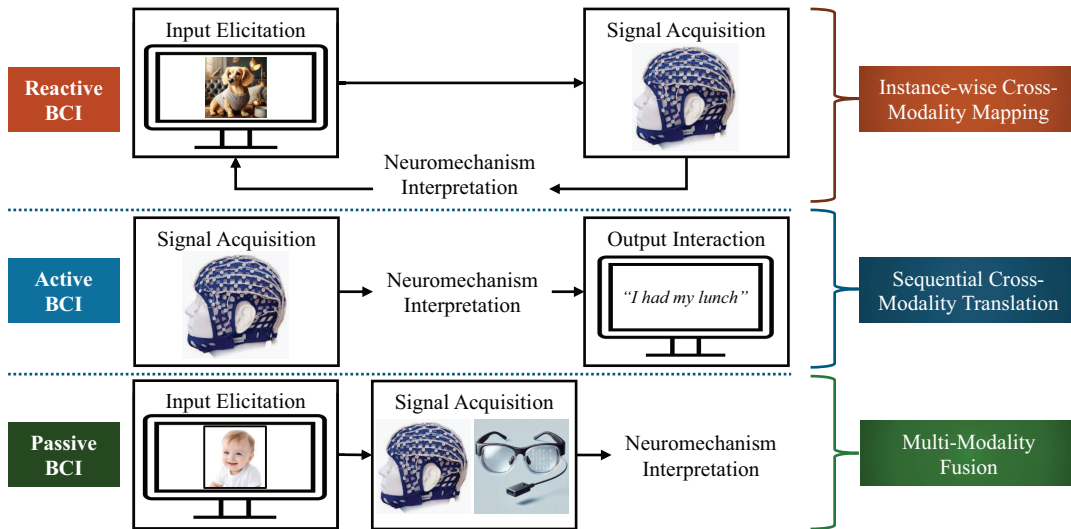 Input Elicitation
Signal Acquisition
Reactive
BCI
Neuromechanism
Interpretation
Instance-wise Cross-
Modality Mapping
Signal Acquisition
Output Interaction
Active
BCI
Neuromechanism
Interpretation
“I had my lunch”
Sequential Cross-
Modality Translation
Input Elicitation
Signal Acquisition
Passive
BCI
Neuromechanism
Interpretation
Multi-Modality
Fusion